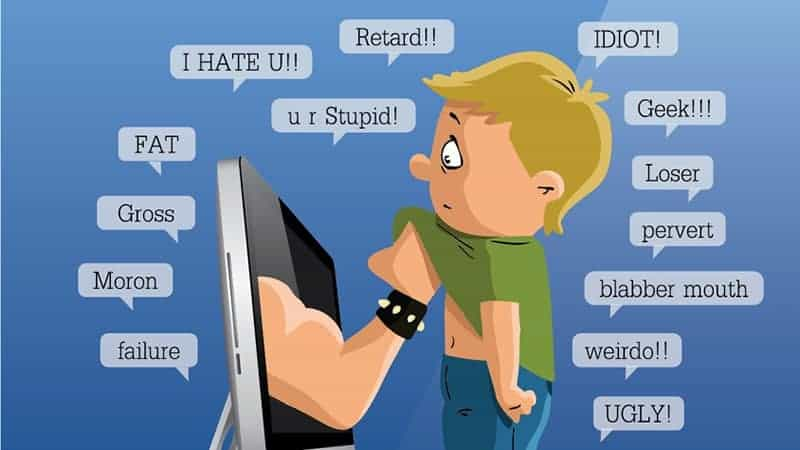 Retard!!
IDIOT!
I HATE U!!
u r Stupid!
Geek!!!
FAT
Loser
Gross
pervert
Moron
blabber mouth
failure
weirdo!!
UGLY!